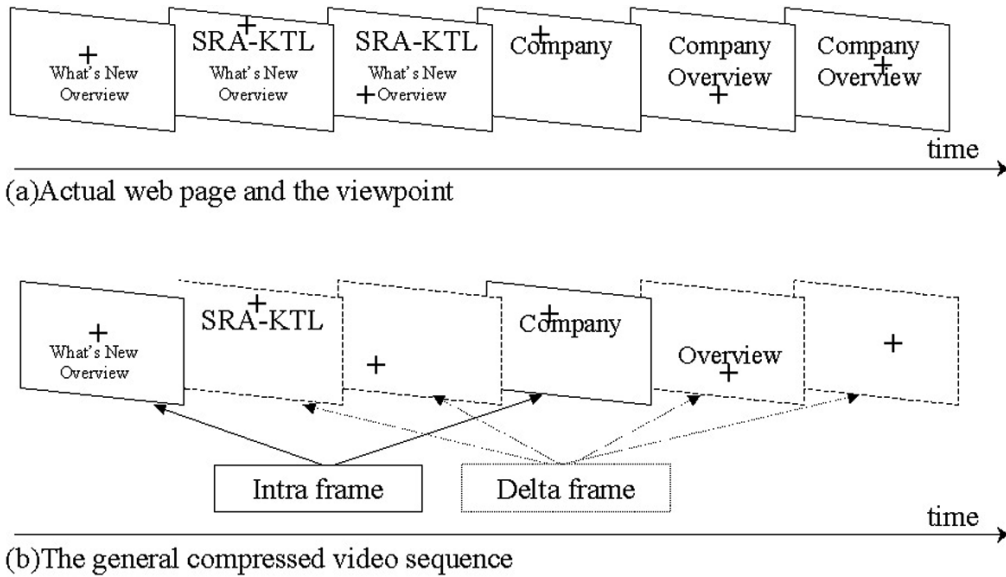 What's New
Overview
SRA-KTL
What's New
Overview
SRA-KTL
What's New
Overview
Company
Company
Overview
Company
Overview
time
(a)Actual web page and the viewpoint
What's New
Overview
SRA-KTL
Company
Overview
Intra frame
Delta frame
time
(b)The general compressed video sequence